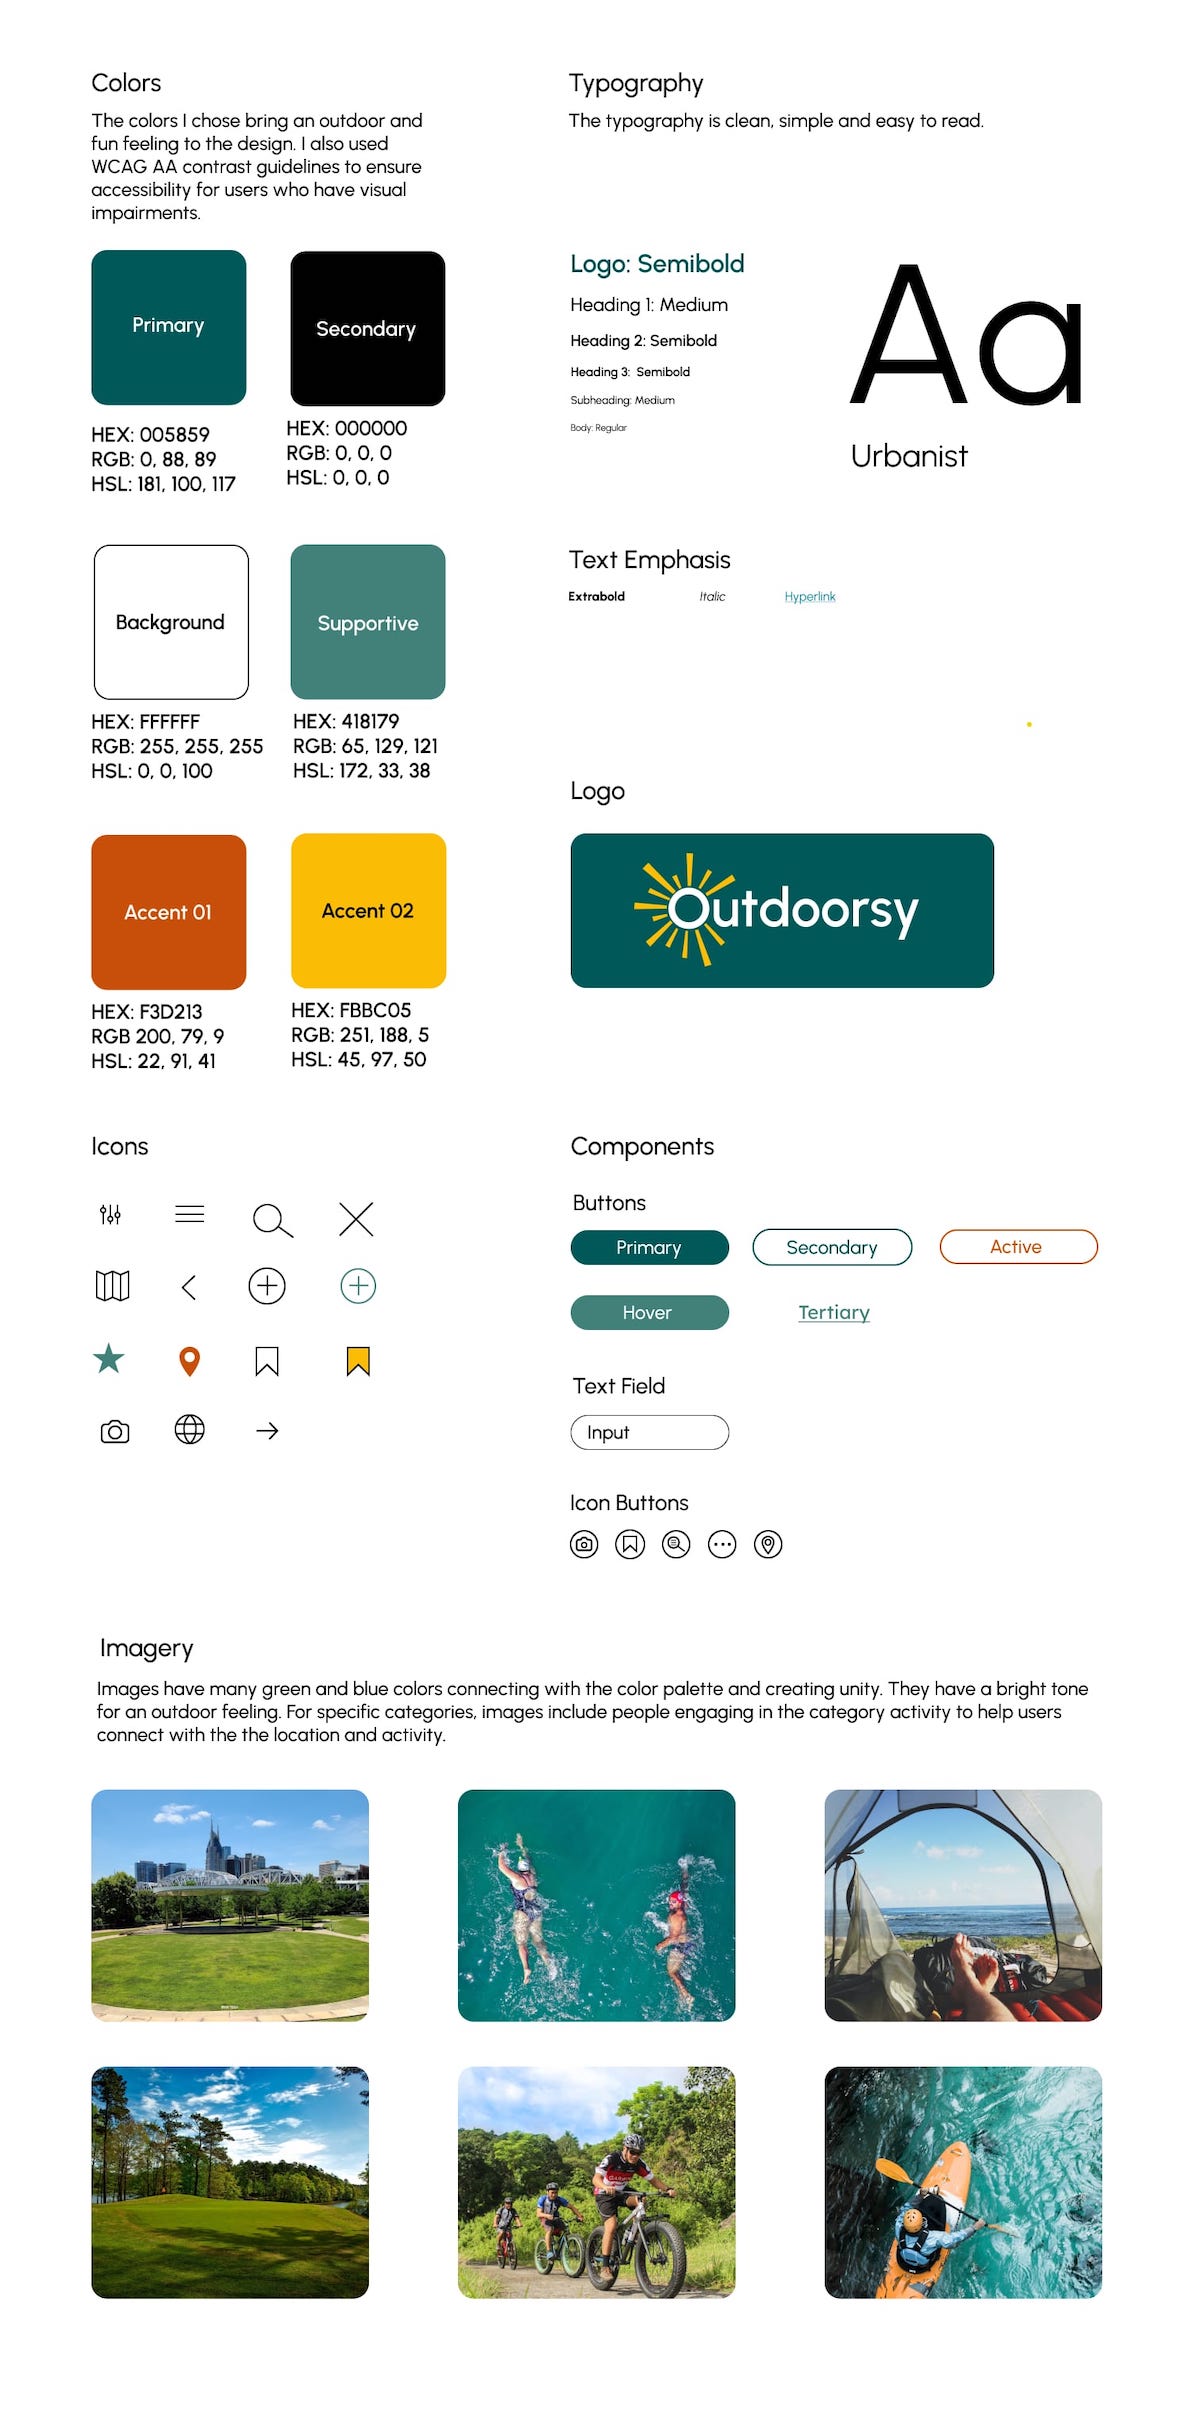 Colors
The colors I chose bring an outdoor and
fun feeling to the design. I also used
WCAG AA contrast guidelines to ensure
accessibility for users who have visual
impairments.
Primary
Secondary
HEX: 005859
RGB: 0, 88, 89
HSL: 181, 100, 117
HEX: 000000
RGB: 0, 0, 0
HSL: 0, 0, 0
Background
Supportive
HEX: FFFFFF
RGB: 255, 255, 255
HSL: 0, 0, 100
HEX: 418179
RGB: 65, 129, 121
HSL: 172, 33, 38
Accent 01
Accent 02
HEX: F3D213
RGB 200, 79, 9
HSL: 22, 91, 41
HEX: FBBC05
RGB: 251, 188, 5
HSL: 45, 97, 50
Typography
The typography is clean, simple and easy to read.
Logo: Semibold
Heading 1: Medium
Heading 2: Semibold
Heading 3: Semibold
Subheading: Medium
Body: Regular
Aa
Urbanist
Text Emphasis
Extrabold
Italic
Hyperlink
Logo
Outdoorsy
Icons
Components
Buttons
Primary
Secondary
Active
Hover
Tertiary
Text Field
Input
Icon Buttons
Imagery
Images have many green and blue colors connecting with the color palette and creating unity. They have a bright tone
for an outdoor feeling. For specific categories, images include people engaging in the category activity to help users
connect with the the location and activity.